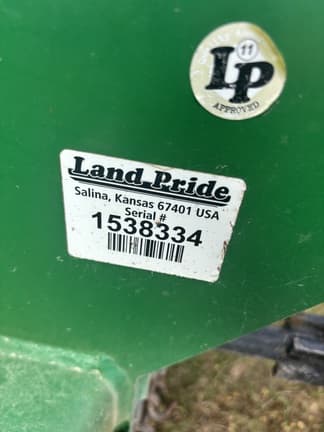 11
LP
APPROVED
Land Pride
Salina, Kansas 67401 USA
Serial #
1538334